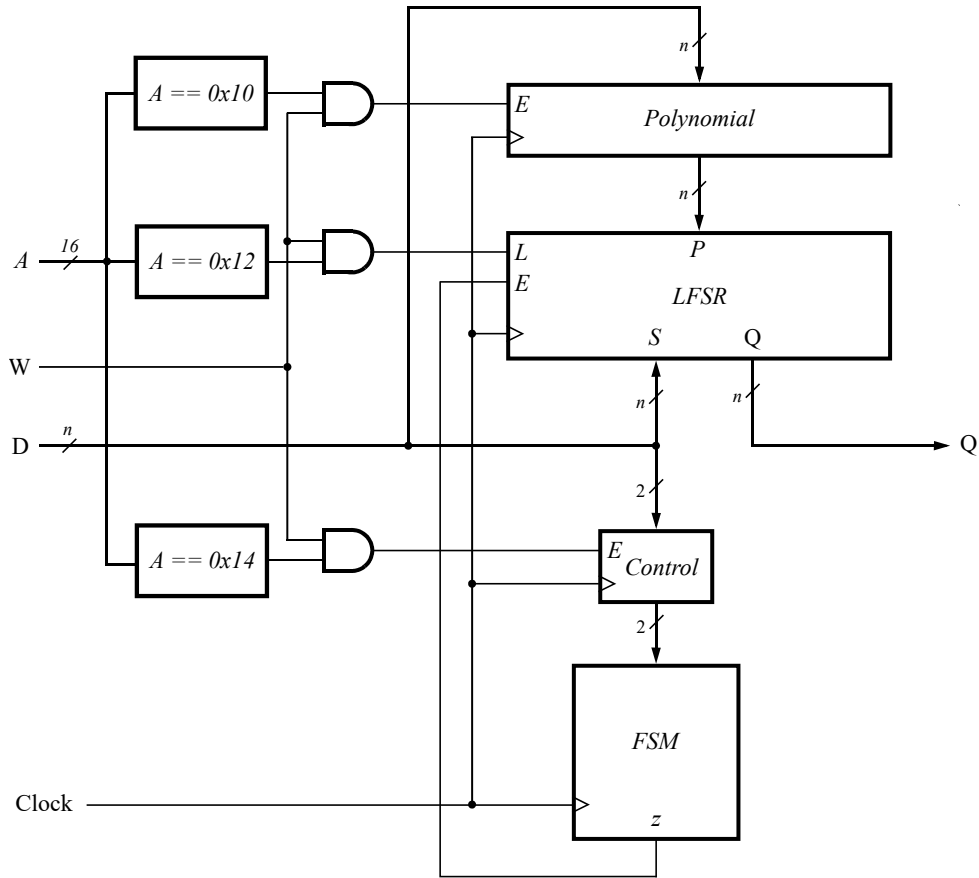 n
A == 0x10
E
Polynomial
n
16
A
A == 0x12
L
P
E
LFSR
S
Q
W
n
n
D
n
Q
2
A == 0x14
E
Control
2
FSM
Clock
z